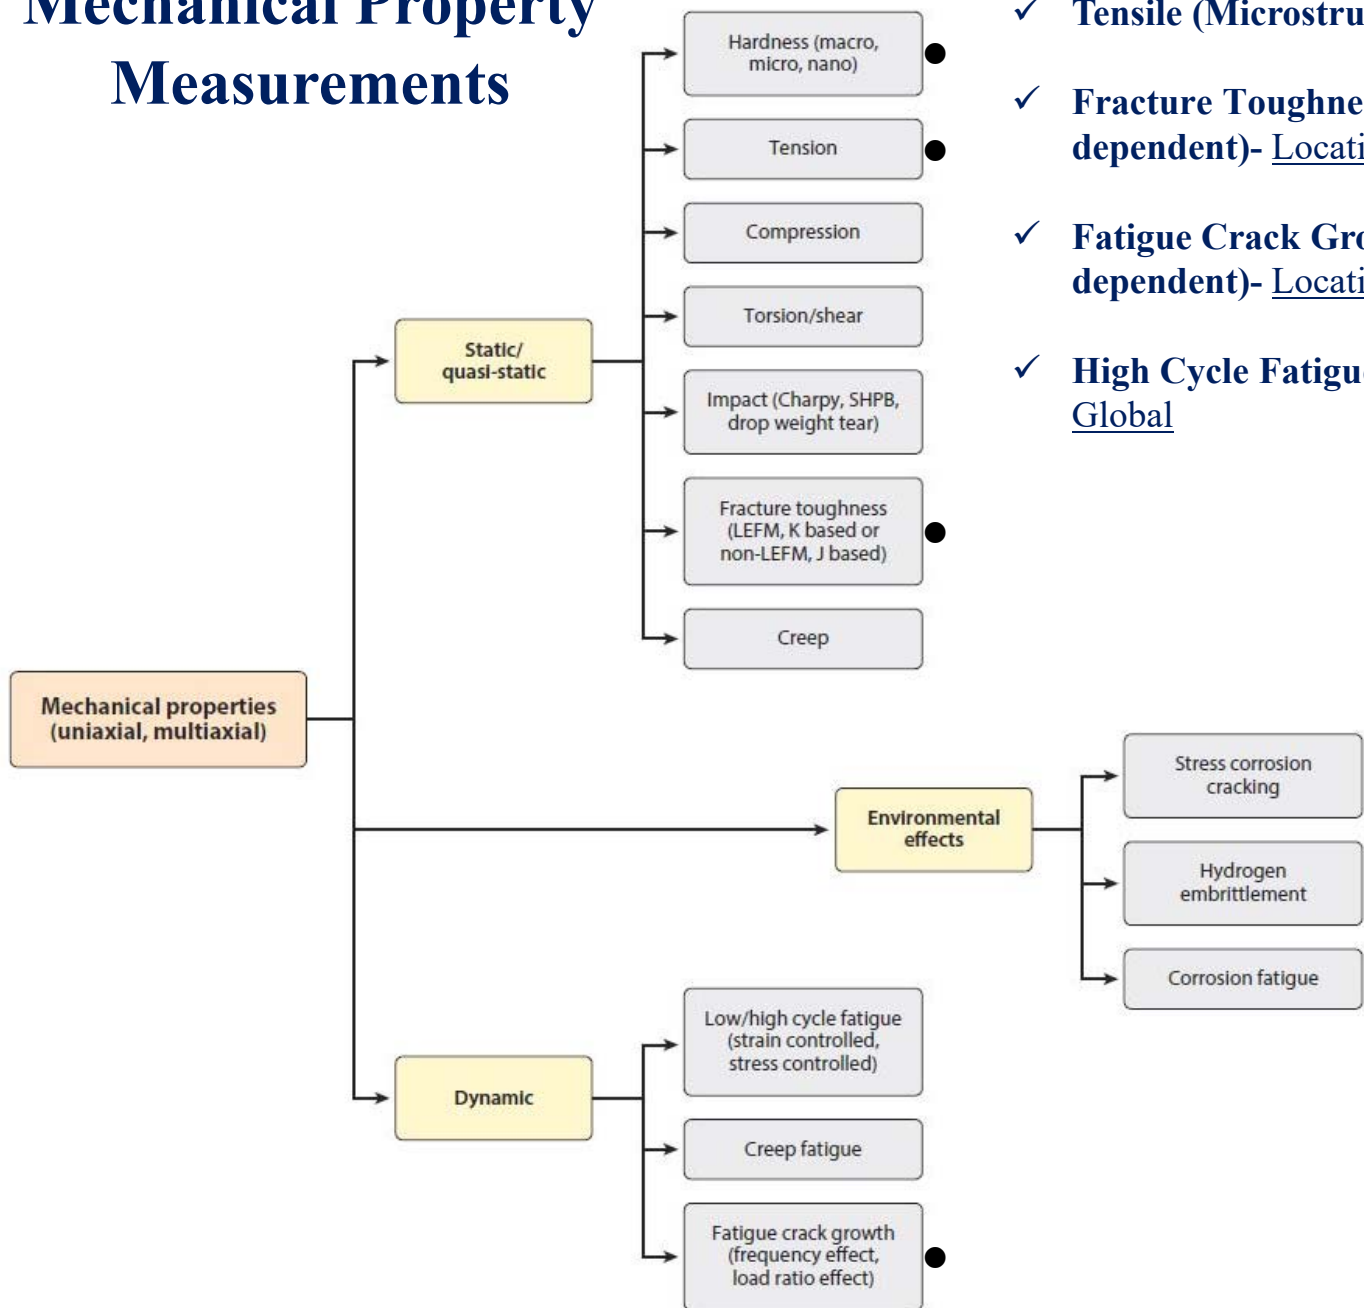 Mechanical Property
Measurements
Hardness (macro,
micro, nano)
Tension
Compression
Torsion/shear
Impact (Charpy, SHPB,
drop weight tear)
Fracture toughness
(LEFM, K based or
non-LEFM, J based)
Creep
Static/
quasi-static
Mechanical properties
(uniaxial, multiaxial)
Environmental
effects
Stress corrosion
cracking
Hydrogen
embrittlement
Corrosion fatigue
Dynamic
Low/high cycle fatigue
(strain controlled,
stress controlled)
Creep fatigue
Fatigue crack growth
(frequency effect,
load ratio effect)
✓ Tensile (Microstru
✓ Fracture Toughne
dependent)- Locati
✓ Fatigue Crack Gro
dependent)- Locati
✓ High Cycle Fatigue
Global